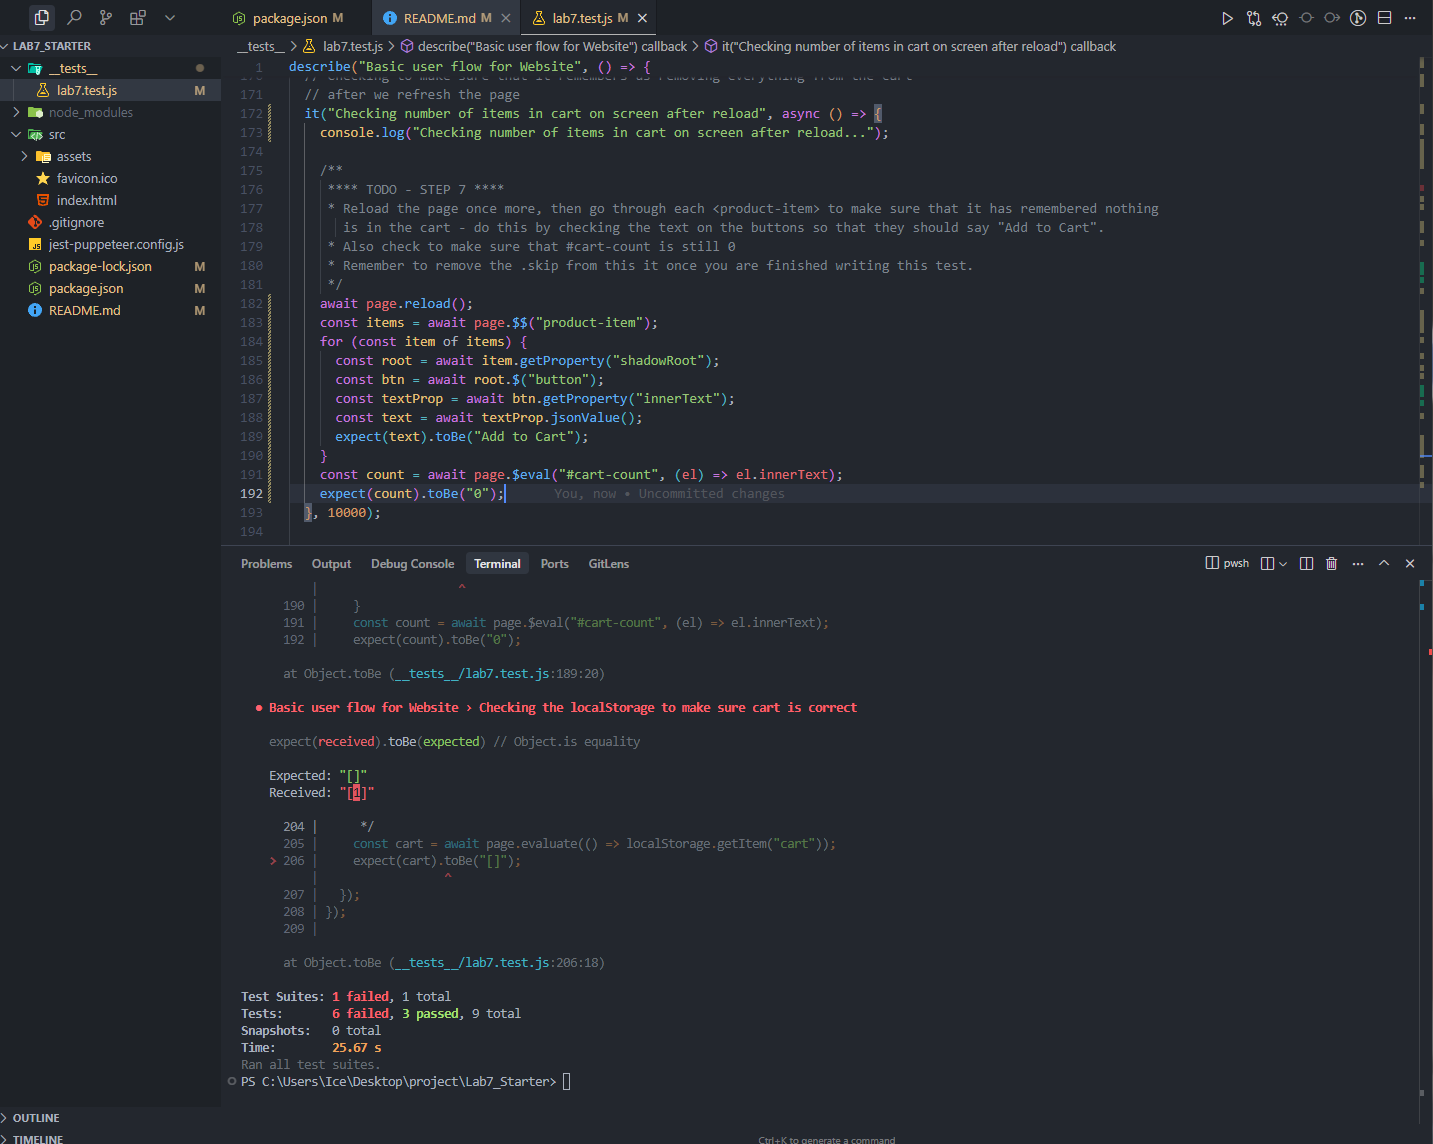 package.json M
README.md M
lab7.test.js M
LAB7_STARTER
__tests__
lab7.test.js M
node_modules
src
assets
favicon.ico
index.html
.gitignore
jest-puppeteer.config.js
package-lock.json M
package.json M
README.md M
OUTLINE
TIMELINE
__tests__ > lab7.test.js > describe("Basic user flow for Website") callback > it("Checking number of items in cart on screen after reload") callback
1 describe("Basic user flow for Website", () => {
170 // Checking to make sure that it remembers us removing everything from the cart
171 // after we refresh the page
172 it("Checking number of items in cart on screen after reload", async () => {
173 console.log("Checking number of items in cart on screen after reload...");
174
175 /**
176 **** TODO - STEP 7 ****
177 * Reload the page once more, then go through each <product-item> to make sure that it has remembered nothing
178 is in the cart - do this by checking the text on the buttons so that they should say "Add to Cart".
179 * Also check to make sure that #cart-count is still 0
180 * Remember to remove the .skip from this it once you are finished writing this test.
181 */
182 await page.reload();
183 const items = await page.$$("product-item");
184 for (const item of items) {
185 const root = await item.getProperty("shadowRoot");
186 const btn = await root.$("button");
187 const textProp = await btn.getProperty("innerText");
188 const text = await textProp.jsonValue();
189 expect(text).toBe("Add to Cart");
190 }
191 const count = await page.$eval("#cart-count", (el) => el.innerText);
192 expect(count).toBe("0"); You, now • Uncommitted changes
193 }, 10000);
194
Problems Output Debug Console Terminal Ports GitLens
pwsh
| ^
190 | }
191 | const count = await page.$eval("#cart-count", (el) => el.innerText);
192 | expect(count).toBe("0");
at Object.toBe (__tests__/lab7.test.js:189:20)
● Basic user flow for Website › Checking the localStorage to make sure cart is correct
expect(received).toBe(expected) // Object.is equality
Expected: "[]"
Received: "[1]"
204 | */
205 | const cart = await page.evaluate(() => localStorage.getItem("cart"));
> 206 | expect(cart).toBe("[]");
| ^
207 | });
208 | });
209 |
at Object.toBe (__tests__/lab7.test.js:206:18)
Test Suites: 1 failed, 1 total
Tests: 6 failed, 3 passed, 9 total
Snapshots: 0 total
Time: 25.67 s
Ran all test suites.
PS C:\Users\Ice\Desktop\project\Lab7_Starter>
Ctrl+K to generate a command